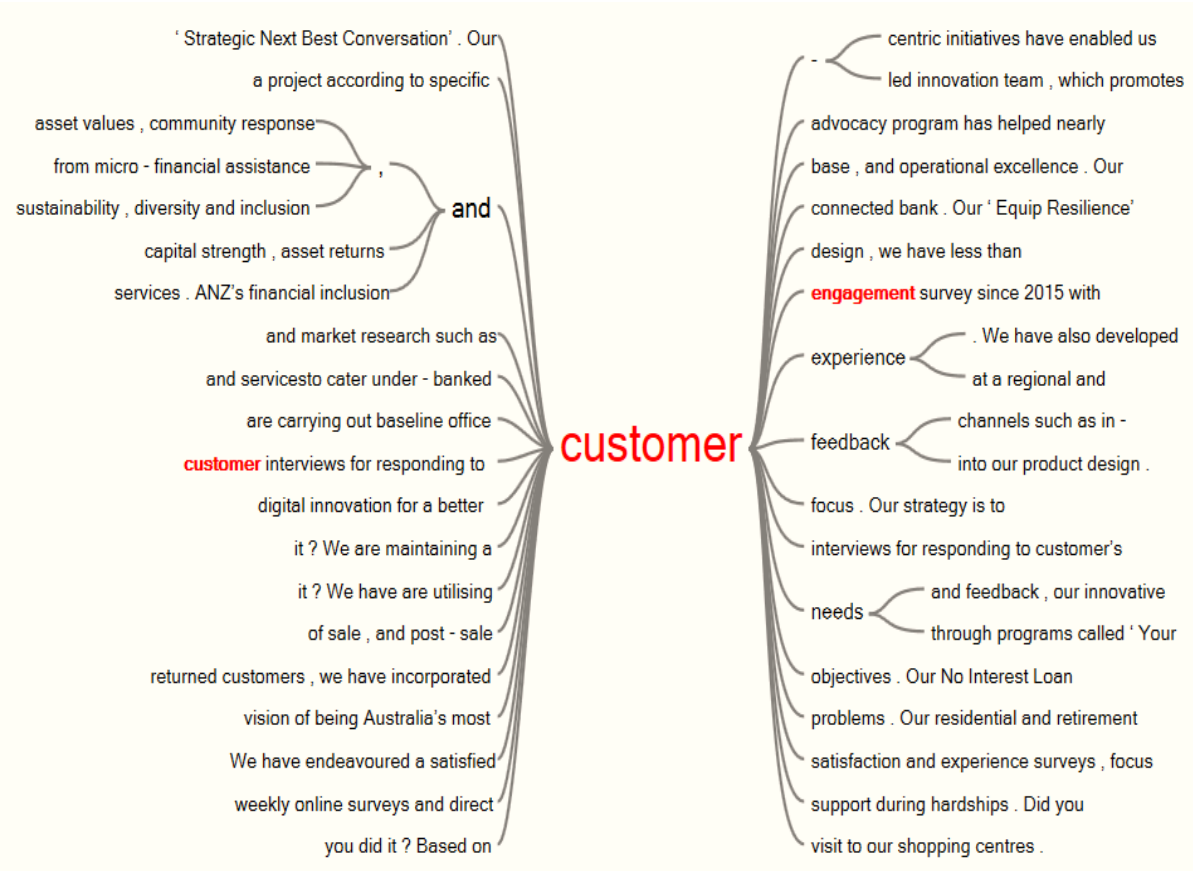 ‘ Strategic Next Best Conversation’ . Our
a project according to specific
asset values , community response
from micro - financial assistance
sustainability , diversity and inclusion
,
capital strength , asset returns
services . ANZ’s financial inclusion
and
and market research such as
and servicesto cater under - banked
are carrying out baseline office
customer interviews for responding to
digital innovation for a better
it ? We are maintaining a
it ? We have are utilising
of sale , and post - sale
returned customers , we have incorporated
vision of being Australia’s most
We have endeavoured a satisfied
weekly online surveys and direct
you did it ? Based on
customer
-
centric initiatives have enabled us
led innovation team , which promotes
advocacy program has helped nearly
base , and operational excellence . Our
connected bank . Our ‘ Equip Resilience’
design , we have less than
engagement survey since 2015 with
experience
. We have also developed
at a regional and
feedback
channels such as in -
into our product design .
focus . Our strategy is to
interviews for responding to customer’s
needs
and feedback , our innovative
through programs called ‘ Your
objectives . Our No Interest Loan
problems . Our residential and retirement
satisfaction and experience surveys , focus
support during hardships . Did you
visit to our shopping centres .